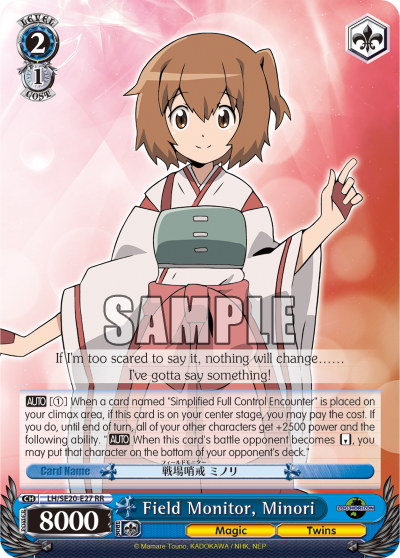 LEVEL
2
1
COST
SAMPLE
If I'm too scared to say it, nothing will change……
I've gotta say something!
AUTO [①] When a card named "Simplified Full Control Encounter" is placed
on your climax area, if this card is on your center stage, you may pay the cost. If
you do, until end of turn, all of your other characters get +2500 power and the
following ability. " AUTO When this card's battle opponent becomes [ ], you
may put that character on the bottom of your opponent's deck."
Card Name
フィールドモニター
戦場哨戒 ミノリ
CH LH/SE20-E27 RR
POWER
8000
Field Monitor, Minori
LOG HORIZON
Magic
Twins
© Mamare Touno, KADOKAWA / NHK, NEP